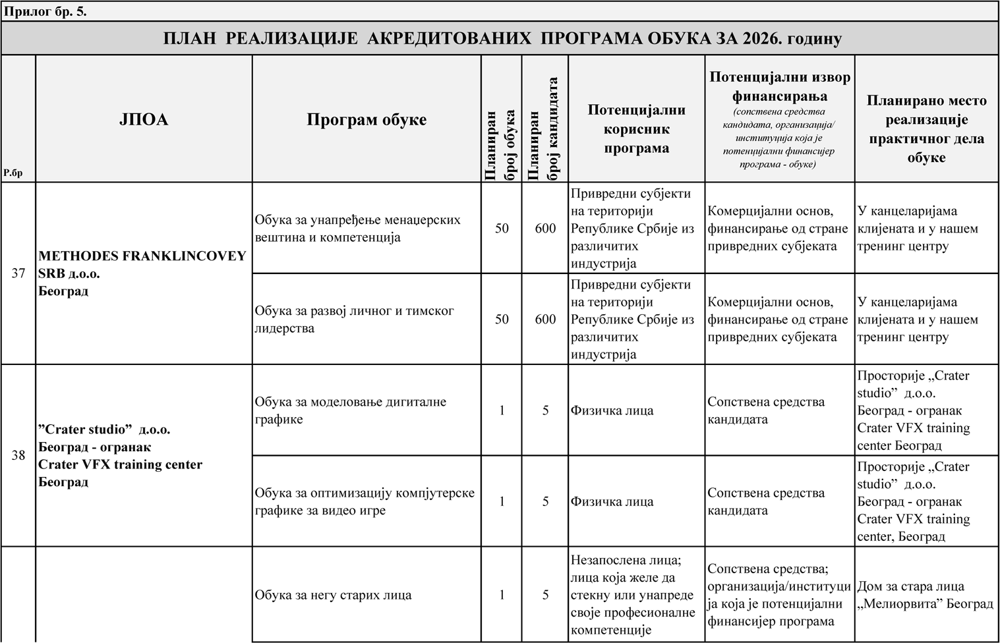 Прилог бр. 5.
ПЛАН РЕАЛИЗАЦИЈЕ АКРЕДИТОВАНИХ ПРОГРАМА ОБУКА ЗА 2026. годину
Р.бр
ЈПОА
Програм обуке
Планиран
број обука
Планиран
број кандидата
Потенцијални
корисник
програма
Потенцијални извор
финансирања
(сопствена средства
кандидата, организација/
институција која је
потенцијални финансијер
програма - обуке)
Планирано место
реализације
практичног дела
обуке
37
METHODES FRANKLINCOVEY
SRB д.о.о.
Београд
Обука за унапређење менаџерских
вештина и компетенција
50
600
Привредни субјекти
на територији
Републике Србије из
различитих
индустрија
Комерцијални основ,
финансирање од стране
привредних субјеката
У канцеларијама
клијената и у нашем
тренинг центру
Обука за развој личног и тимског
лидерства
50
600
Привредни субјекти
на територији
Републике Србије из
различитих
индустрија
Комерцијални основ,
финансирање од стране
привредних субјеката
У канцеларијама
клијената и у нашем
тренинг центру
38
”Crater studio” д.о.о.
Београд - огранак
Crater VFX training center
Београд
Обука за моделовање дигиталне
графике
1
5
Физичка лица
Сопствена средства
кандидата
Просторије „Crater
studio” д.о.о.
Београд - огранак
Crater VFX training
center Београд
Обука за оптимизацију компјутерске
графике за видео игре
1
5
Физичка лица
Сопствена средства
кандидата
Просторије „Crater
studio” д.о.о.
Београд - огранак
Crater VFX training
center, Београд
Обука за негу старих лица
1
5
Незапослена лица;
лица која желе да
стекну или унапреде
своје професионалне
компетенције
Сопствена средства;
организација/институци
ја која је потенцијални
финансијер програма
Дом за стара лица
„Мелиорвита” Београд